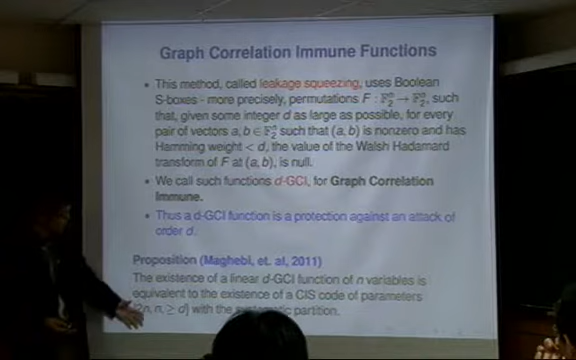 Graph Correlation Immune Functions
• This method, called leakage squeezing, uses Boolean
S-boxes - more precisely, permutations F : 𝔽₂ⁿ → 𝔽₂ⁿ, such
that, given some integer d as large as possible, for every
pair of vectors a, b ∈ 𝔽₂ⁿ such that (a, b) is nonzero and has
Hamming weight < d, the value of the Walsh Hadamard
transform of F at (a, b), is null.
• We call such functions d-GCI, for Graph Correlation
Immune.
• Thus a d-GCI function is a protection against an attack of
order d.
Proposition (Maghebi, et. al, 2011)
The existence of a linear d-GCI function of n variables is
equivalent to the existence of a CIS code of parameters
[2n, n, ≥ d] with the systematic partition.